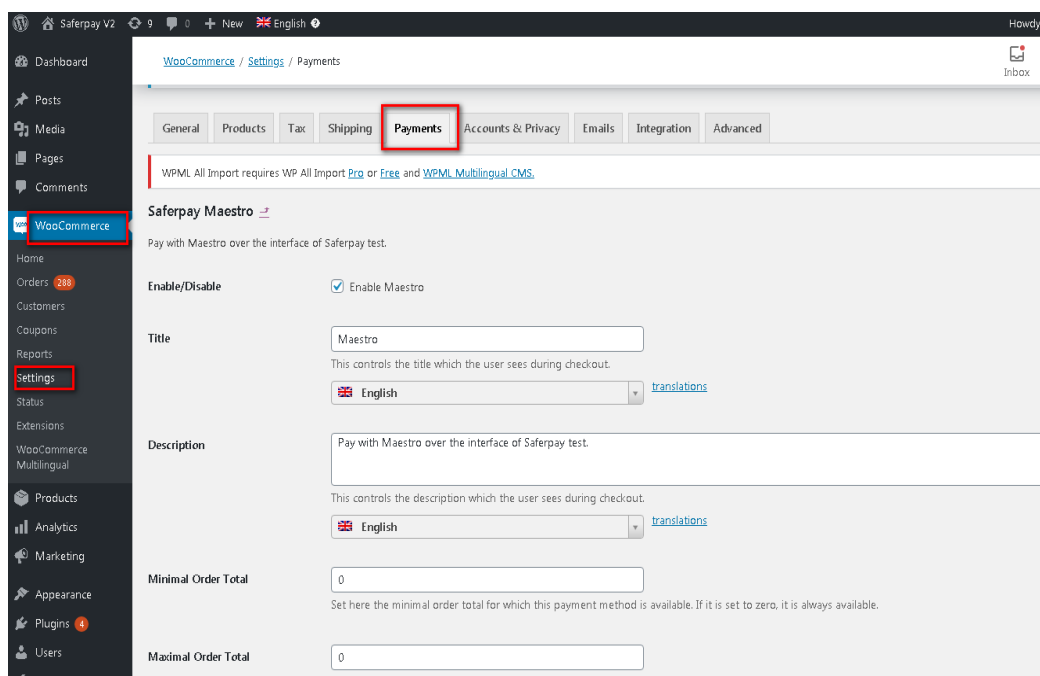 Saferpay V2 9 0 + New English
Howdy
Dashboard
Posts
Media
Pages
Comments
WooCommerce
Home
Orders 288
Customers
Coupons
Reports
Settings
Status
Extensions
WooCommerce
Multilingual
Products
Analytics
Marketing
Appearance
Plugins 4
Users
WooCommerce / Settings / Payments
Inbox
General Products Tax Shipping Payments Accounts & Privacy Emails Integration Advanced
WPML All Import requires WP All Import Pro or Free and WPML Multilingual CMS.
Saferpay Maestro
Pay with Maestro over the interface of Saferpay test.
Enable/Disable Enable Maestro
Title Maestro
This controls the title which the user sees during checkout.
English translations
Description Pay with Maestro over the interface of Saferpay test.
This controls the description which the user sees during checkout.
English translations
Minimal Order Total 0
Set here the minimal order total for which this payment method is available. If it is set to zero, it is always available.
Maximal Order Total 0